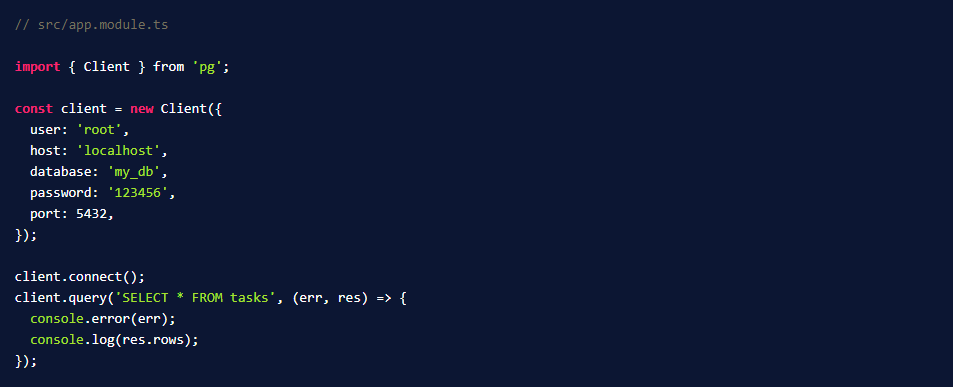 // src/app.module.ts
import { Client } from 'pg';
const client = new Client({
user: 'root',
host: 'localhost',
database: 'my_db',
password: '123456',
port: 5432,
});
client.connect();
client.query('SELECT * FROM tasks', (err, res) => {
console.error(err);
console.log(res.rows);
});